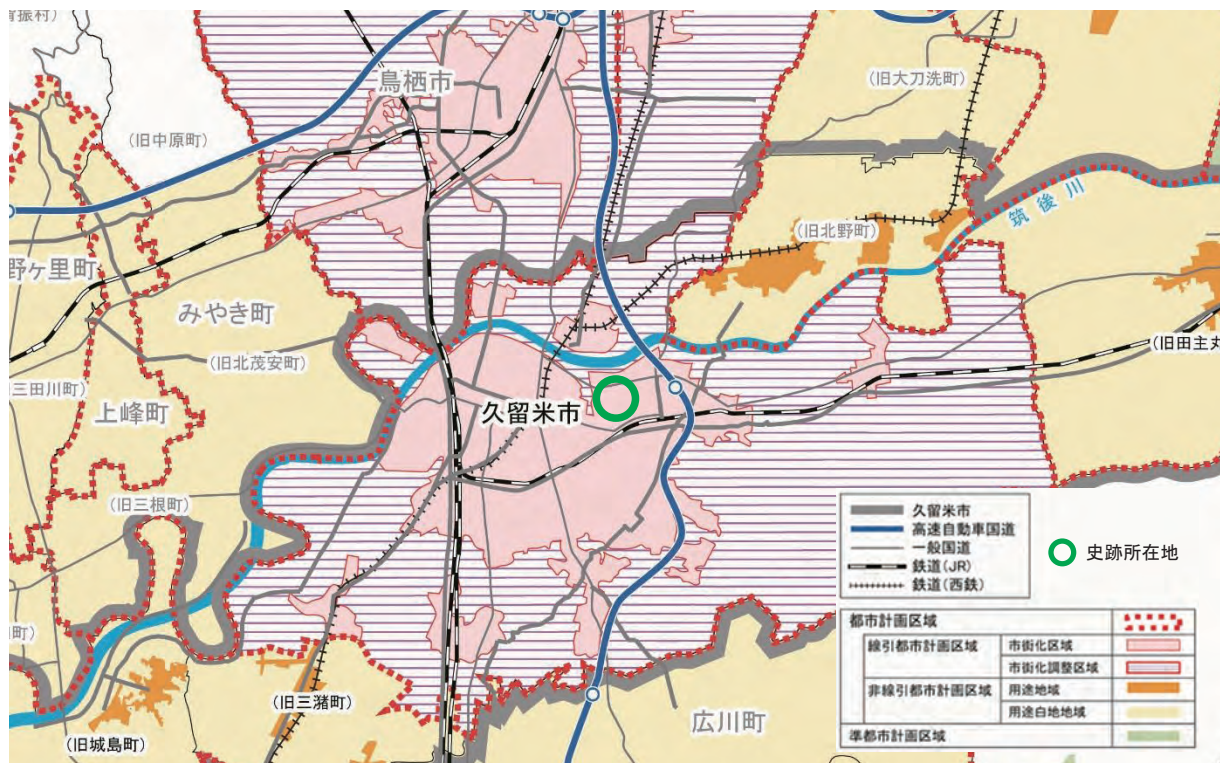 鳥栖市
(旧大刀洗町)
(旧中原町)
筑後川
(旧北野町)
野ヶ里町
みやき町
(旧北茂安町)
(旧田主丸
三田川町)
上峰町
久留米市
(旧三根町)
町)
(旧三潴町)
(旧城島町)
広川町
久留米市
高速自動車国道
一般国道
鉄道(JR)
鉄道(西鉄)
史跡所在地
都市計画区域
線引都市計画区域 市街化区域
市街化調整区域
非線引都市計画区域 用途地域
用途白地地域
準都市計画区域